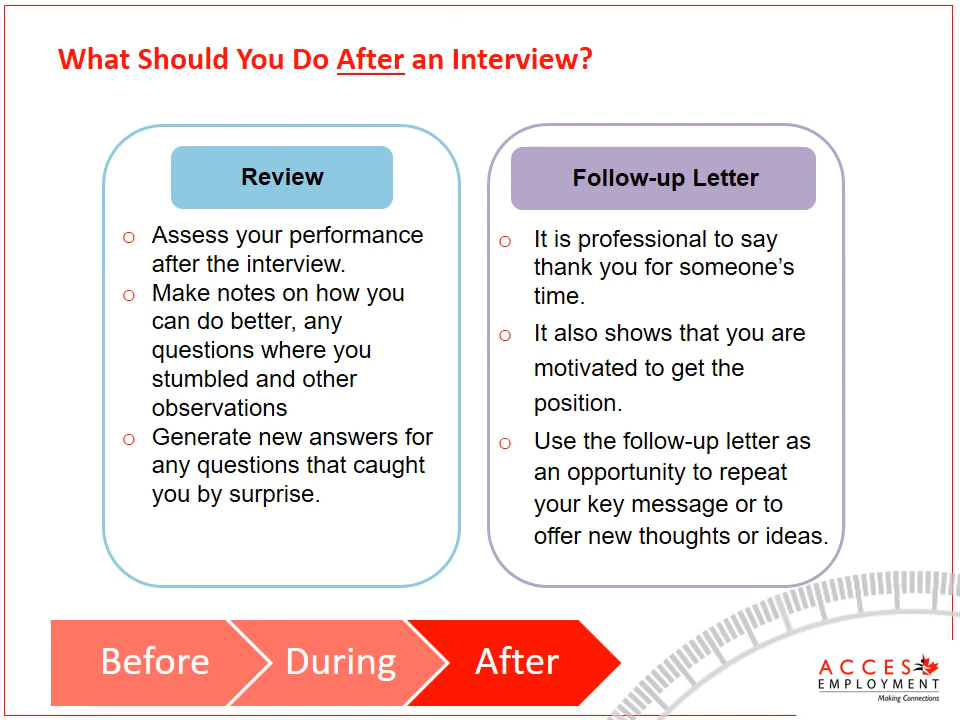 What Should You Do After an Interview?
Review
Assess your performance
after the interview.
Make notes on how you
can do better, any
questions where you
stumbled and other
observations
Generate new answers for
any questions that caught
you by surprise.
Follow-up Letter
It is professional to say
thank you for someone’s
time.
It also shows that you are
motivated to get the
position.
Use the follow-up letter as
an opportunity to repeat
your key message or to
offer new thoughts or ideas.
Before
During
After
ACCES
EMPLOYMENT
Making Connections